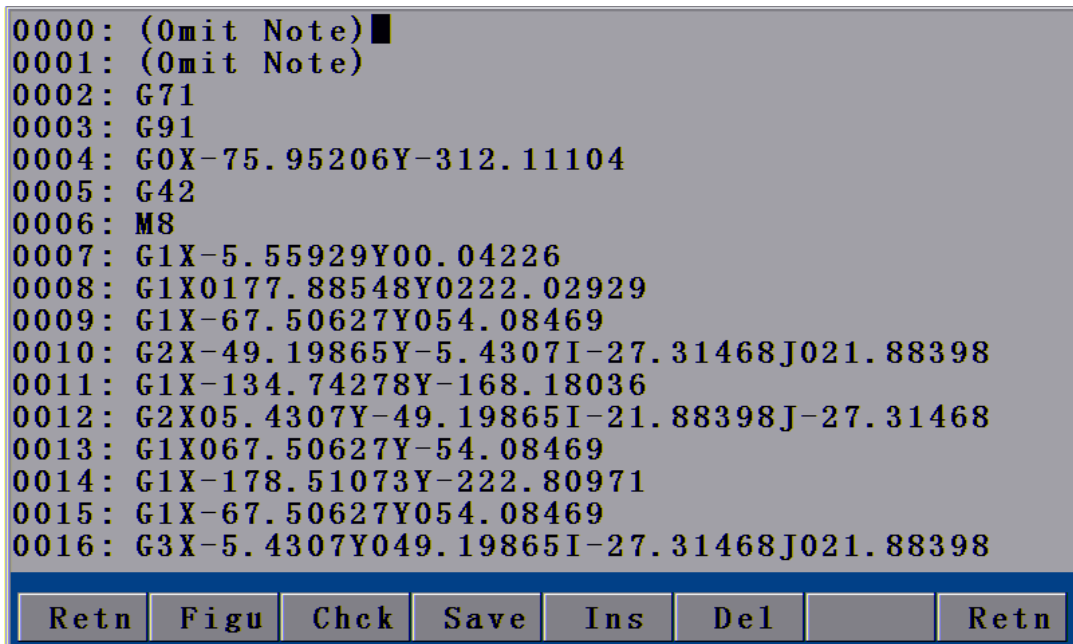 0000: (Omit Note)
0001: (Omit Note)
0002: G71
0003: G91
0004: G0X-75.95206Y-312.11104
0005: G42
0006: M8
0007: G1X-5.55929Y00.04226
0008: G1X0177.88548Y0222.02929
0009: G1X-67.50627Y054.08469
0010: G2X-49.19865Y-5.4307I-27.31468J021.88398
0011: G1X-134.74278Y-168.18036
0012: G2X05.4307Y-49.19865I-21.88398J-27.31468
0013: G1X067.50627Y-54.08469
0014: G1X-178.51073Y-222.80971
0015: G1X-67.50627Y054.08469
0016: G3X-5.4307Y049.19865I-27.31468J021.88398
Retn Figu Chck Save Ins Del Retn